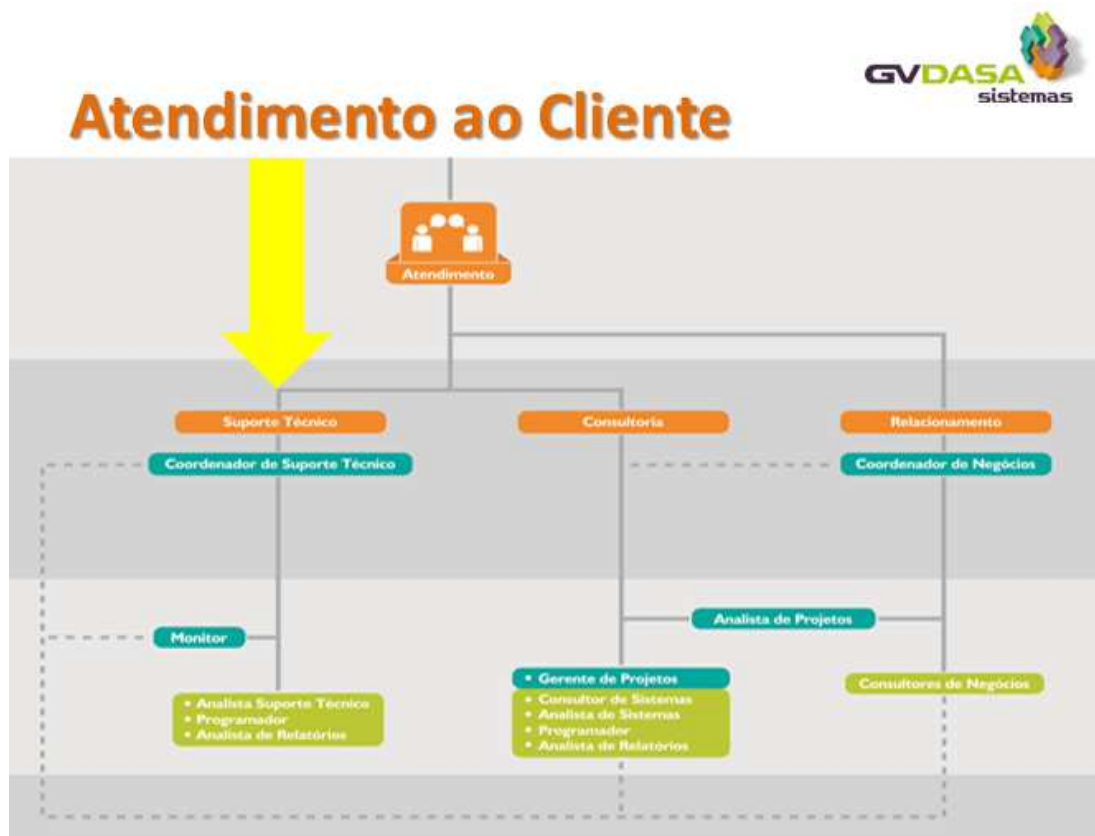 GVDASA
sistemas
Atendimento ao Cliente
Atendimento
Suporte Técnico
Consultoria
Relacionamento
Coordenador de Suporte Técnico
Coordenador de Negócios
Monitor
Analista de Projetos
• Analista Suporte Técnico
• Programador
• Analista de Relatórios
• Gerente de Projetos
• Consultor de Sistemas
• Analista de Sistemas
• Programador
• Analista de Relatórios
Consultores de Negócios